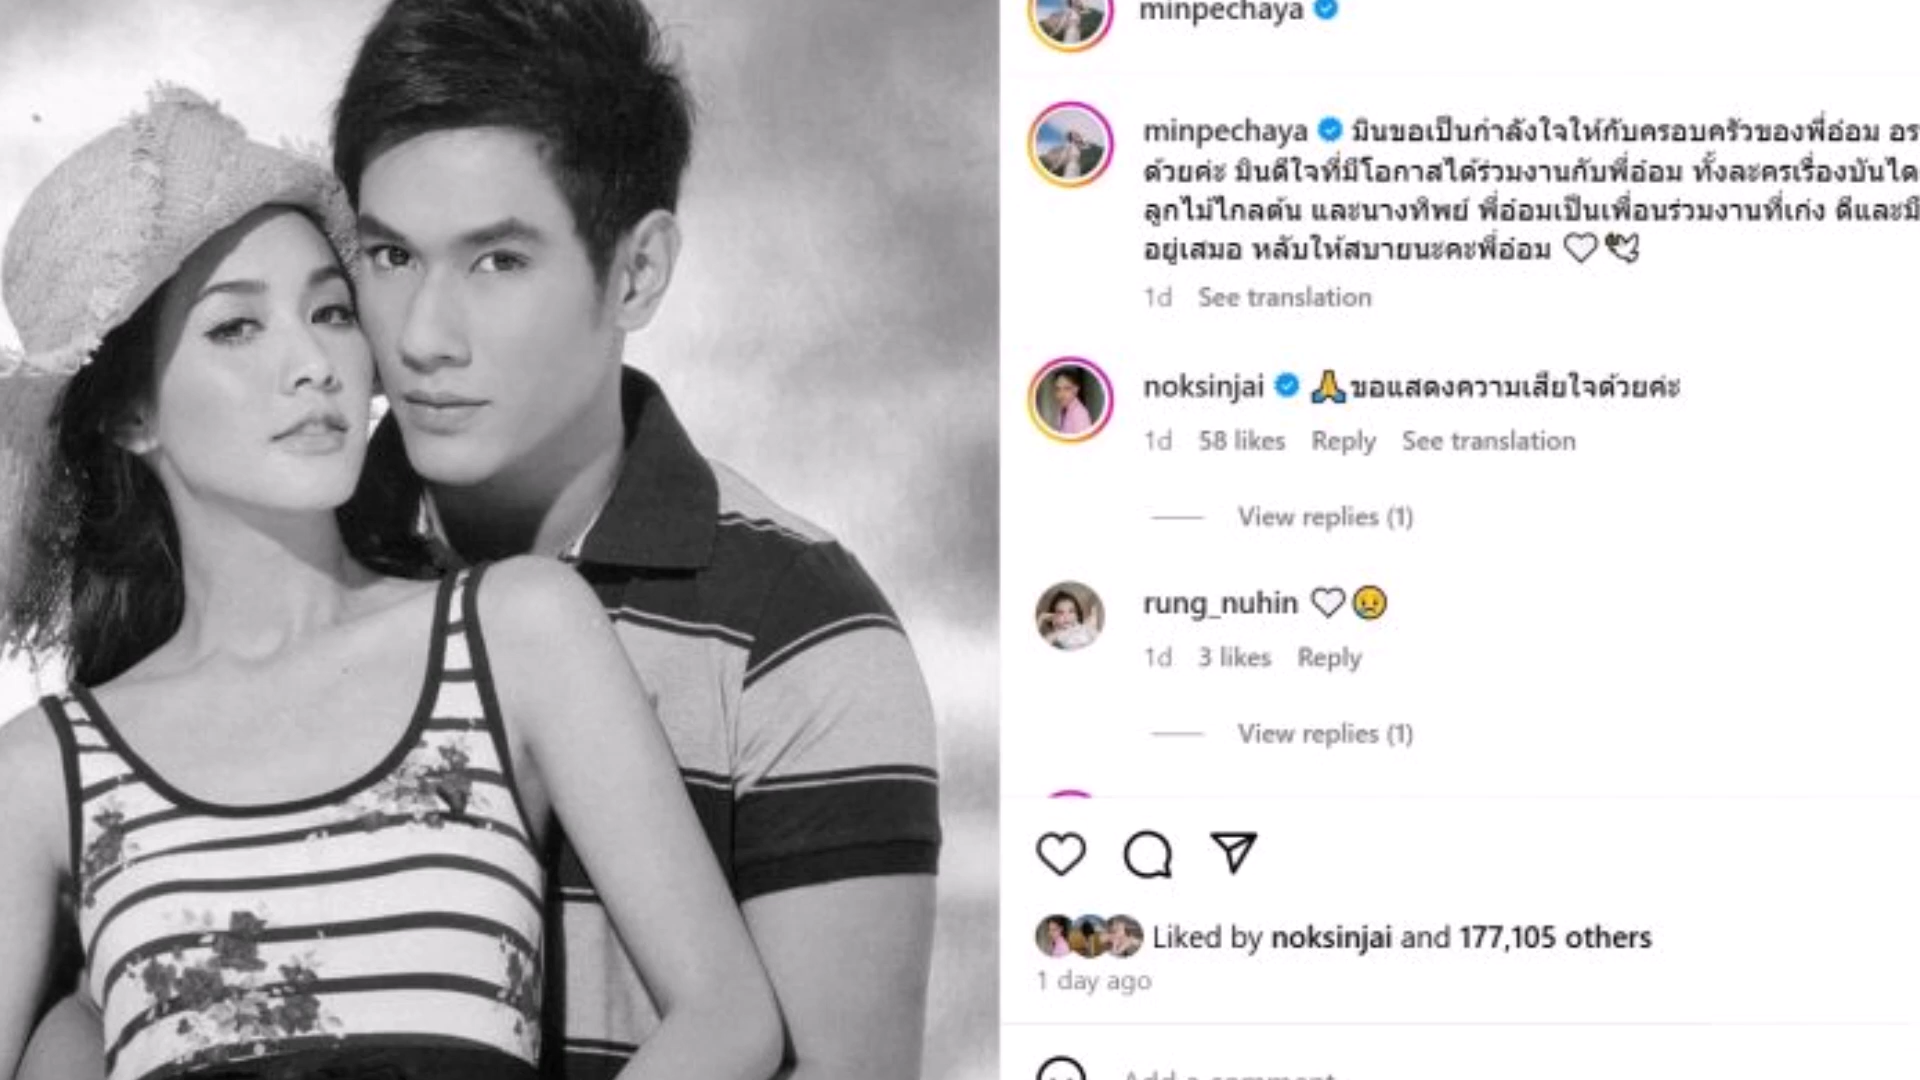 minpechaya
minpechaya มินขอเป็นกำลังใจให้กับครอบครัวของพี่อ๋อม
ด้วยค่ะ มินดีใจที่มีโอกาสได้ร่วมงานกับพี่อ๋อม ทั้งละครเรื่องบันได
ลูกไม้ไกลต้น และนางทิพย์ พี่อ๋อมเป็นเพื่อนร่วมงานที่เก่ง ดีและมี
อยู่เสมอ หลับให้สบายนะคะพี่อ๋อม 🤍🕊
1d See translation
noksinjai 🙏ขอแสดงความเสียใจด้วยค่ะ
1d 58 likes Reply See translation
View replies (1)
rung_nuhin 🤍😢
1d 3 likes Reply
View replies (1)
Liked by noksinjai and 177,105 others
1 day ago
Add a comment...